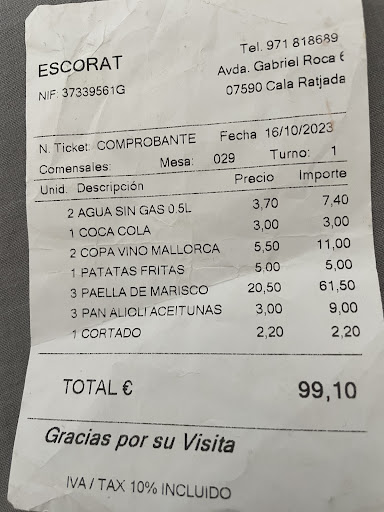 ESCORAT
NIF: 37339561G
Tel. 971 818689
Avda. Gabriel Roca 6
07590 Cala Ratjada
N. Ticket: COMPROBANTE Fecha 16/10/2023
Comensales: Mesa: 029 Turno: 1
Unid. Descripción Precio Importe
2 AGUA SIN GAS 0.5L 3,70 7,40
1 COCA COLA 3,00 3,00
2 COPA VINO MALLORCA 5,50 11,00
1 PATATAS FRITAS 5,00 5,00
3 PAELLA DE MARISCO 20,50 61,50
3 PAN ALIOLI ACEITUNAS 3,00 9,00
1 CORTADO 2,20 2,20
TOTAL € 99,10
Gracias por su Visita
IVA / TAX 10% INCLUIDO